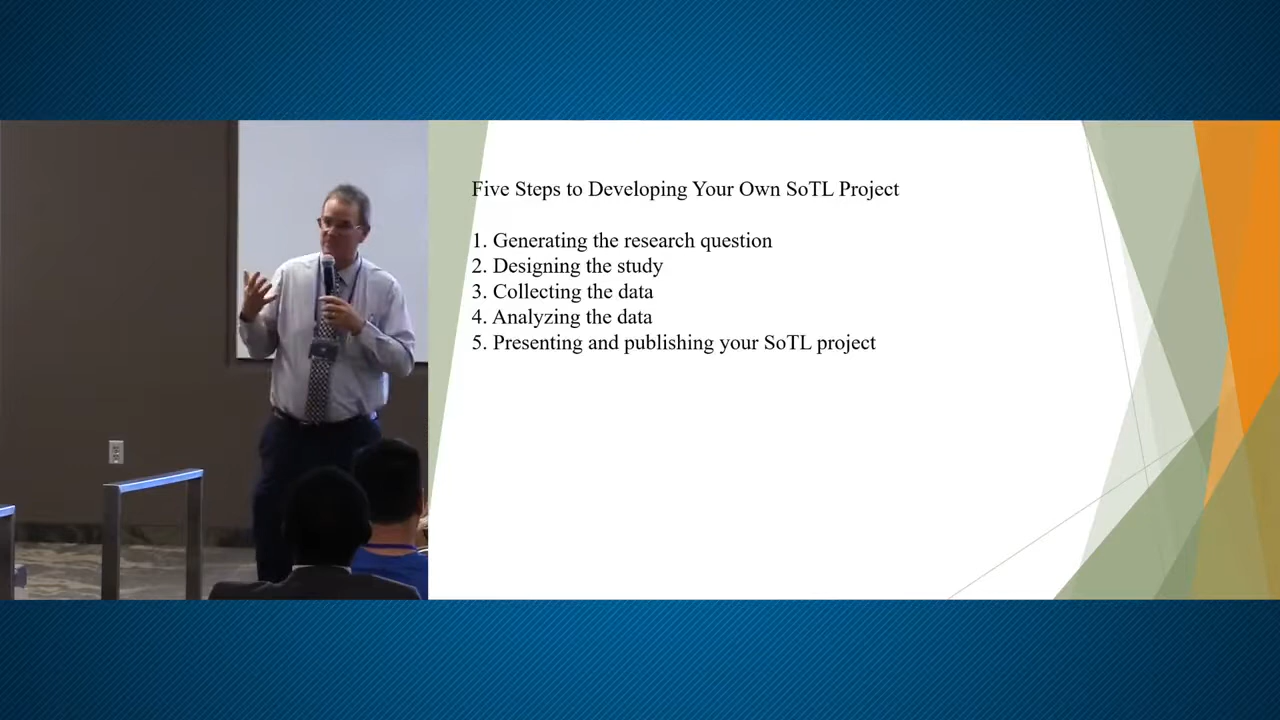 Five Steps to Developing Your Own SoTL Project
1. Generating the research question
2. Designing the study
3. Collecting the data
4. Analyzing the data
5. Presenting and publishing your SoTL project